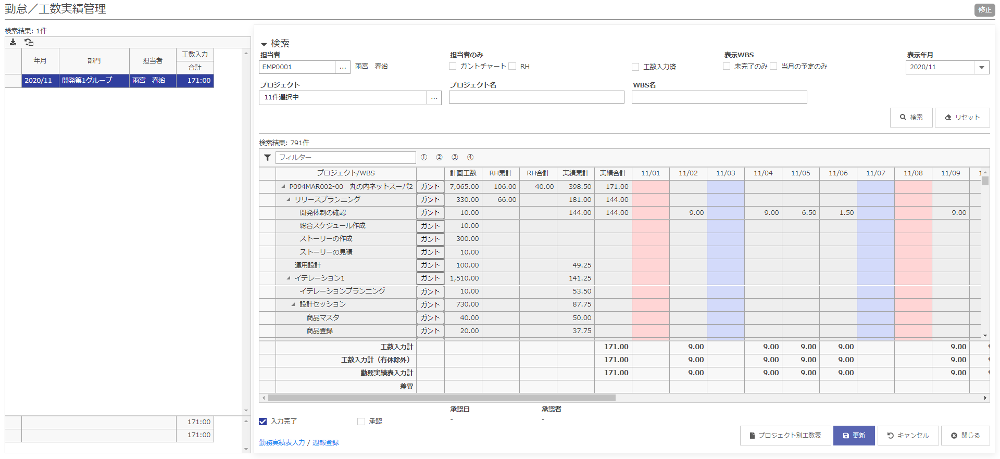 勤怠／工数実績管理
修正
検索結果: 1件
年月 部門 担当者 工数入力
合計
2020/11 開発第1グループ 雨宮　春治 171:00
171:00
171:00
検索
担当者 担当者のみ 表示WBS 表示年月
EMP0001 … 雨宮　春治 ガントチャート RH 工数入力済 未完了のみ 当月の予定のみ 2020/11
プロジェクト プロジェクト名 WBS名
11件選択中 …
検索 リセット
検索結果: 791件
フィルター ① ② ③ ④
プロジェクト/WBS 計画工数 RH累計 RH合計 実績累計 実績合計 11/01 11/02 11/03 11/04 11/05 11/06 11/07 11/08 11/09
P094MAR002-00　丸の内ネットスーパ2 ガント 7,065.00 106.00 40.00 398.50 171.00
リリースプランニング ガント 330.00 66.00 181.00 144.00
開発体制の確認 ガント 10.00 144.00 144.00 9.00 9.00 6.50 1.50 9.00
総合スケジュール作成 ガント 10.00
ストーリーの作成 ガント 300.00
ストーリーの見積 ガント 10.00
運用設計 ガント 100.00 49.25
イテレーション1 ガント 1,510.00 141.25
イテレーションプランニング ガント 10.00 53.50
設計セッション ガント 730.00 87.75
商品マスタ ガント 40.00 50.00
商品登録 ガント 20.00 37.75
工数入力計 171.00 9.00 9.00 9.00 9.00 9.00
工数入力計（有休除外） 171.00 9.00 9.00 9.00 9.00 9.00
勤務実績表入力計 171.00 9.00 9.00 9.00 9.00 9.00
差異
承認日 承認者
入力完了 承認 - -
勤務実績表入力 / 週報登録
プロジェクト別工数表 更新 キャンセル 閉じる